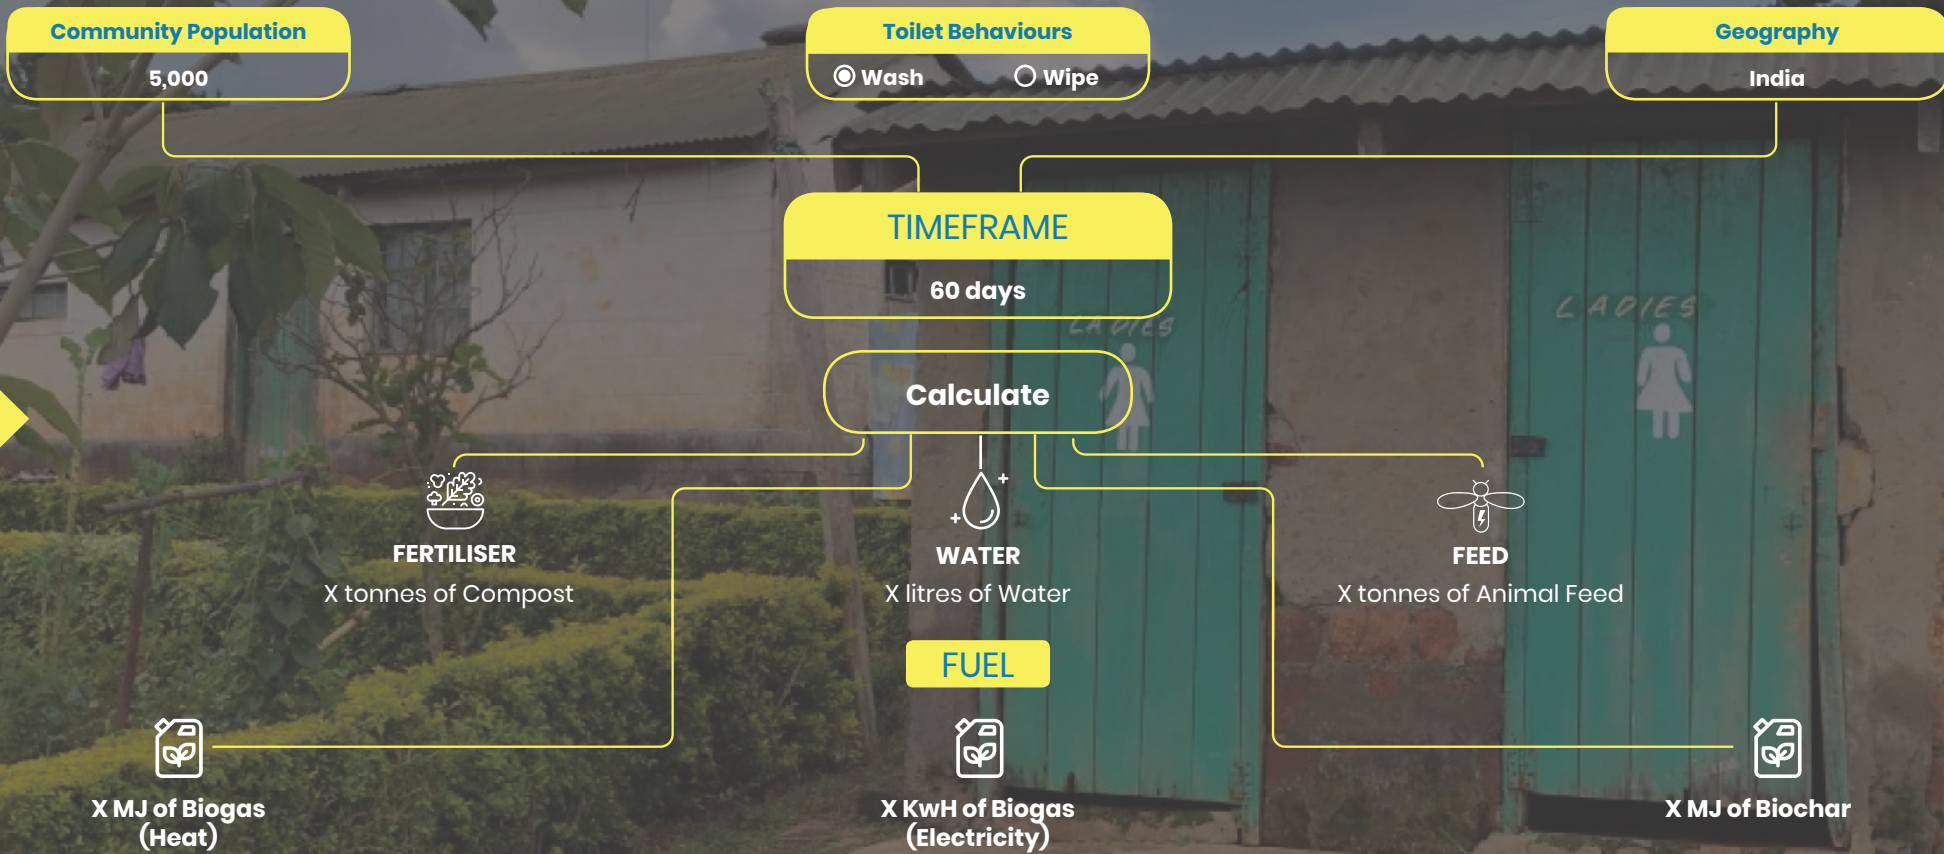 Community Population
5,000
Toilet Behaviours
Wash
Wipe
Geography
India
TIMEFRAME
60 days
LADIES
LADIES
Calculate
FERTILISER
X tonnes of Compost
WATER
X litres of Water
FEED
X tonnes of Animal Feed
FUEL
X MJ of Biogas
(Heat)
X KwH of Biogas
(Electricity)
X MJ of Biochar